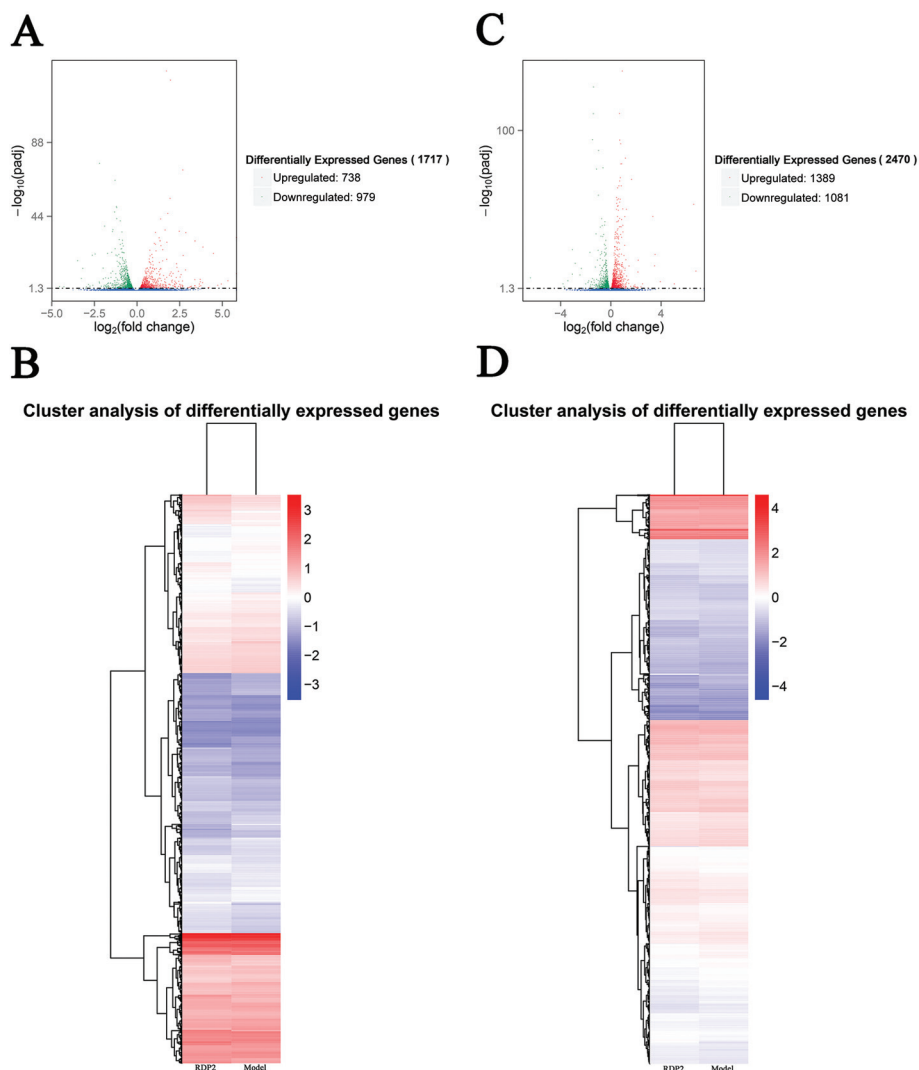 A
−log10(padj)
88
44
1.3
−5.0
−2.5
0.0
2.5
5.0
log2(fold change)
Differentially Expressed Genes ( 1717 )
Upregulated: 738
Downregulated: 979
C
−log10(padj)
100
1.3
−4
0
4
log2(fold change)
Differentially Expressed Genes ( 2470 )
Upregulated: 1389
Downregulated: 1081
B
Cluster analysis of differentially expressed genes
3
2
1
0
−1
−2
−3
RDP2 Model
D
Cluster analysis of differentially expressed genes
4
2
0
−2
−4
RDP2 Model